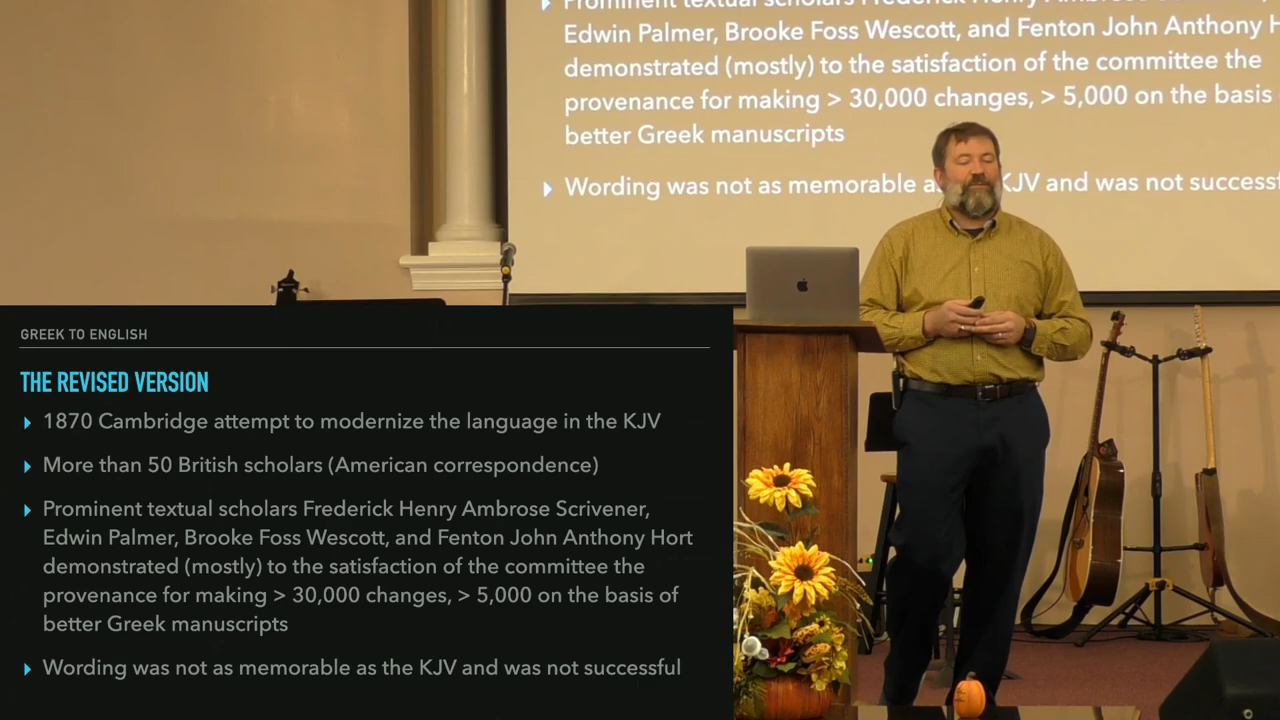 Prominent textual scholars Frederick Henry Ambrose
Edwin Palmer, Brooke Foss Wescott, and Fenton John Anthony H
demonstrated (mostly) to the satisfaction of the committee the
provenance for making > 30,000 changes, > 5,000 on the basis
better Greek manuscripts
Wording was not as memorable a KJV and was not successf
GREEK TO ENGLISH
THE REVISED VERSION
1870 Cambridge attempt to modernize the language in the KJV
More than 50 British scholars (American correspondence)
Prominent textual scholars Frederick Henry Ambrose Scrivener,
Edwin Palmer, Brooke Foss Wescott, and Fenton John Anthony Hort
demonstrated (mostly) to the satisfaction of the committee the
provenance for making > 30,000 changes, > 5,000 on the basis of
better Greek manuscripts
Wording was not as memorable as the KJV and was not successful